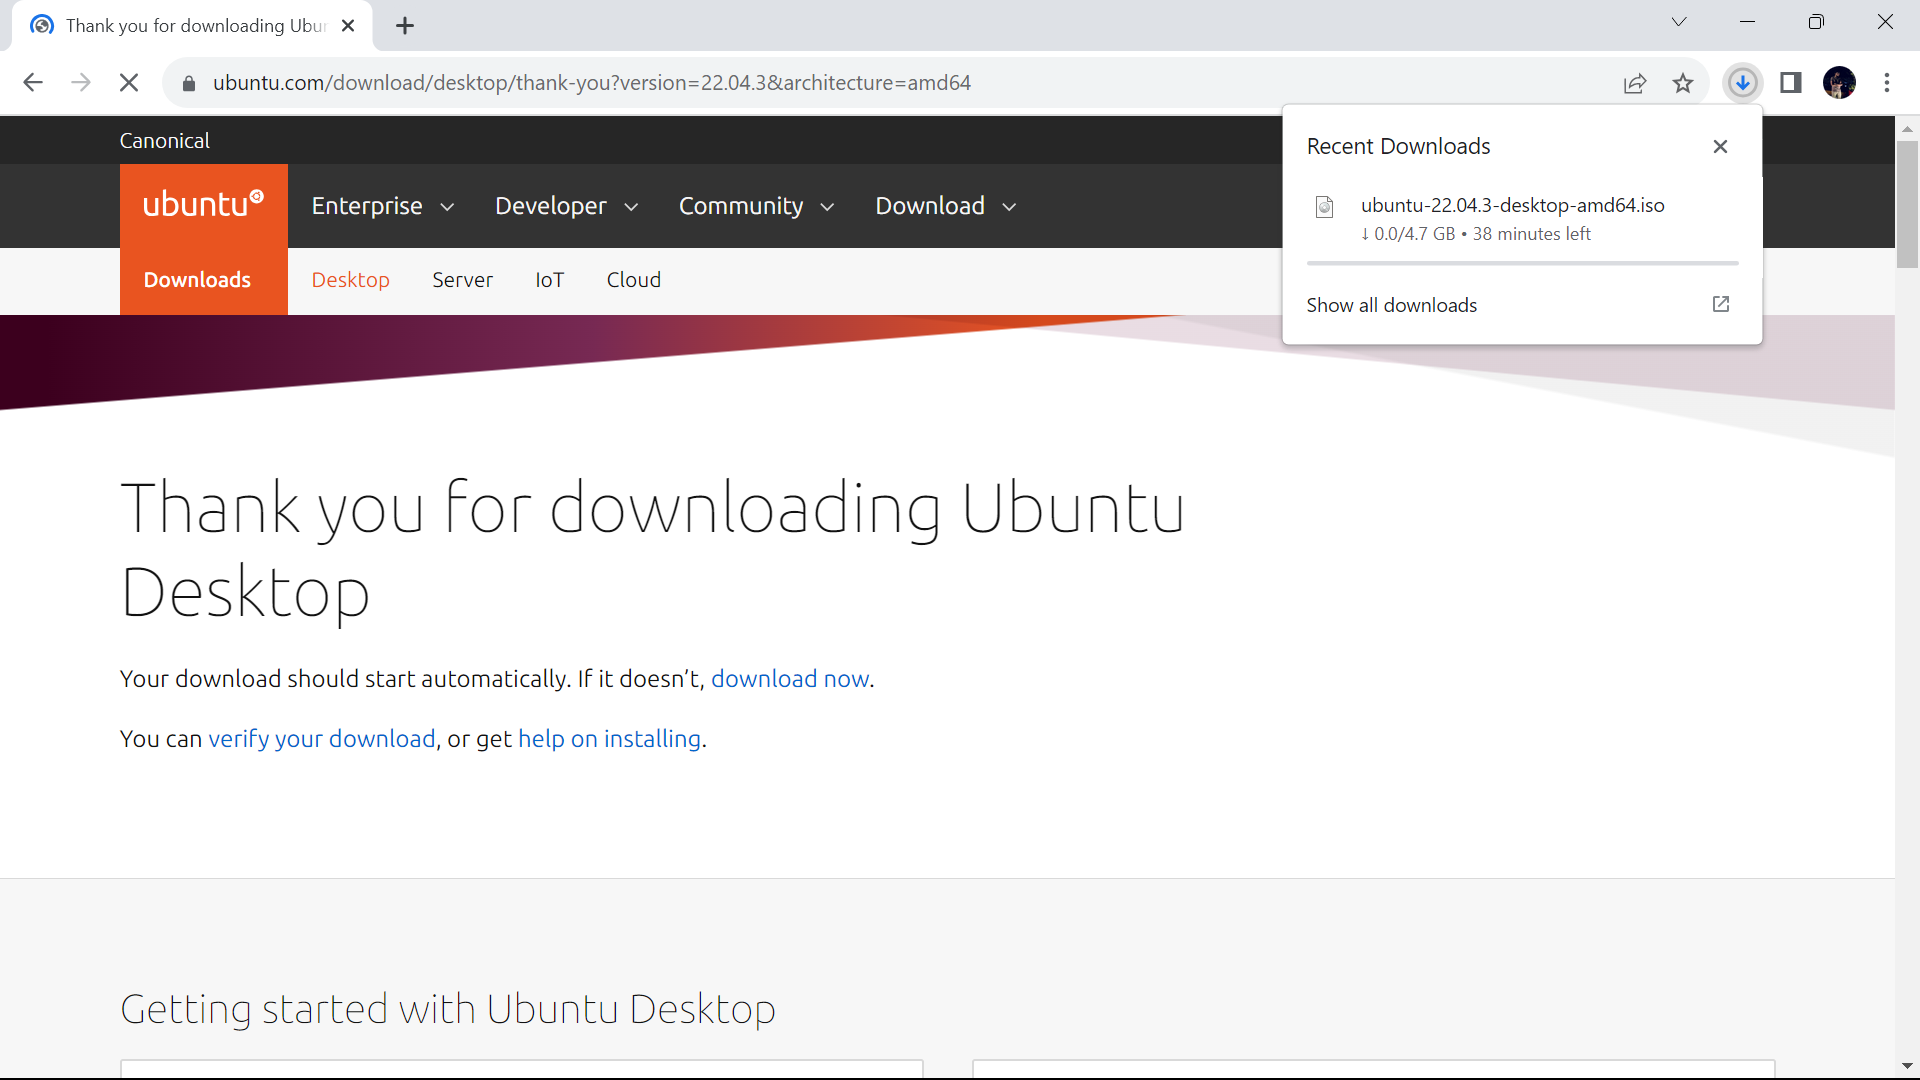 Thank you for downloading Ubun
ubuntu.com/download/desktop/thank-you?version=22.04.3&architecture=amd64
Canonical
ubuntu
Enterprise
Developer
Community
Download
Downloads
Desktop
Server
IoT
Cloud
Recent Downloads
ubuntu-22.04.3-desktop-amd64.iso
↓ 0.0/4.7 GB • 38 minutes left
Show all downloads
Thank you for downloading Ubuntu
Desktop
Your download should start automatically. If it doesn’t, download now.
You can verify your download, or get help on installing.
Getting started with Ubuntu Desktop